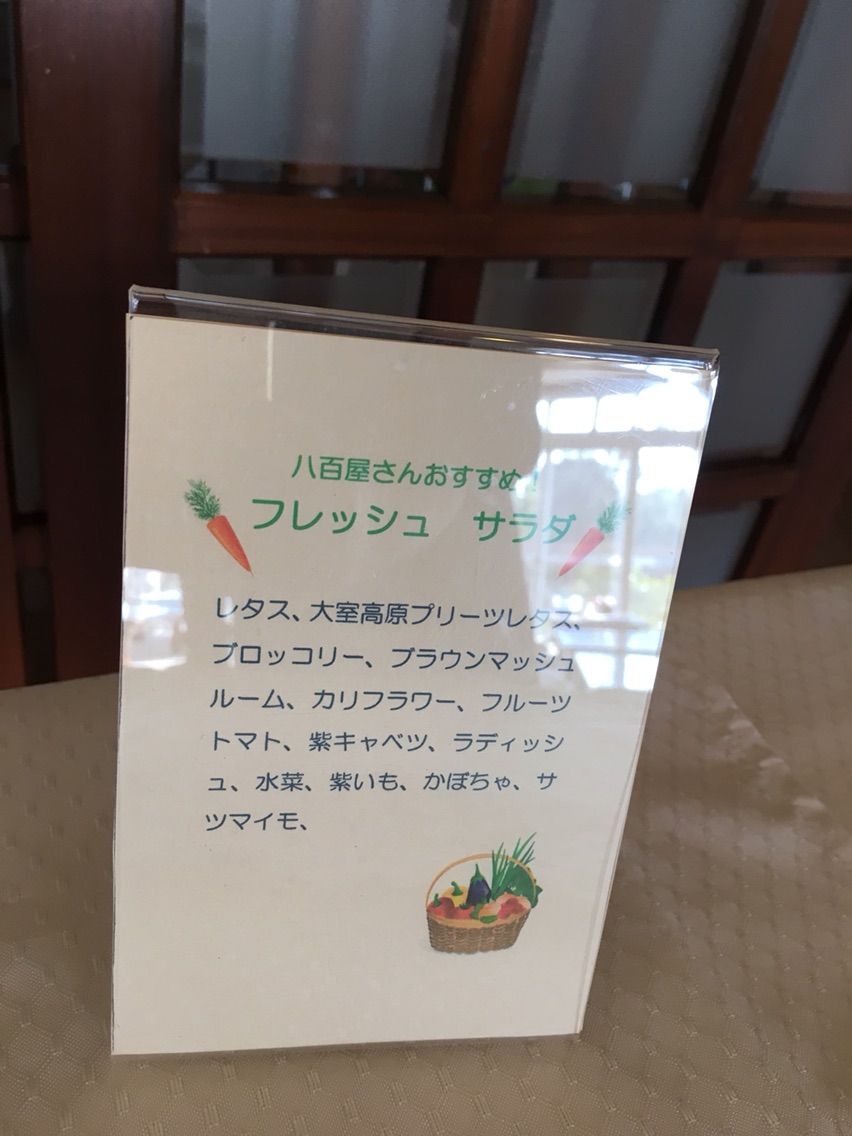 八百屋さんおすすめ！
フレッシュ　サラダ
レタス、大室高原プリーツレタス、
ブロッコリー、ブラウンマッシュ
ルーム、カリフラワー、フルーツ
トマト、紫キャベツ、ラディッシ
ュ、水菜、紫いも、かぼちゃ、サ
ツマイモ、